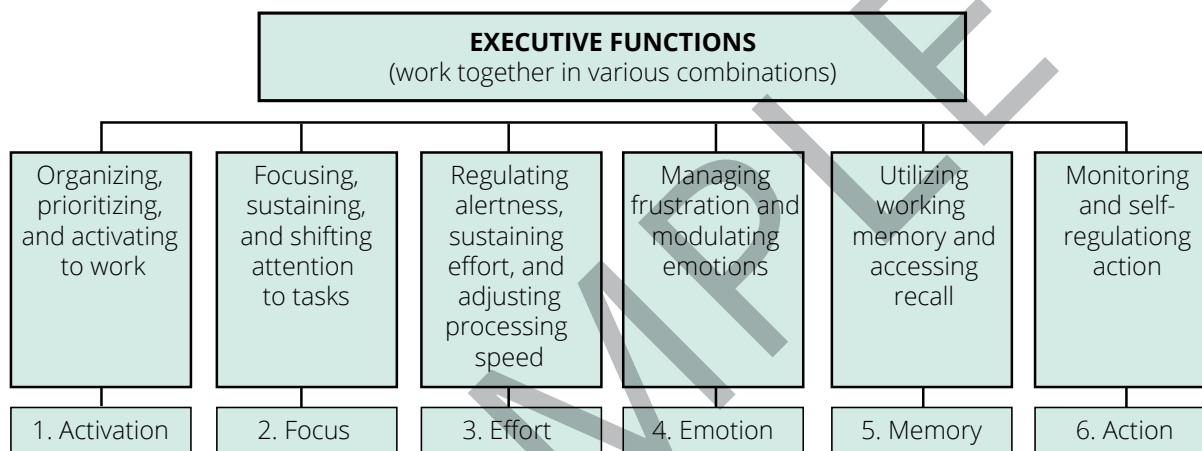 EXECUTIVE FUNCTIONS
(work together in various combinations)
Organizing,
prioritizing,
and activating
to work
Focusing,
sustaining,
and shifting
attention
to tasks
Regulating
alertness,
sustaining
effort, and
adjusting
processing
speed
Managing
frustration and
modulating
emotions
Utilizing
working
memory and
accessing
recall
Monitoring
and self-
regulationg
action
1. Activation
2. Focus
3. Effort
4. Emotion
5. Memory
6. Action
MPLE